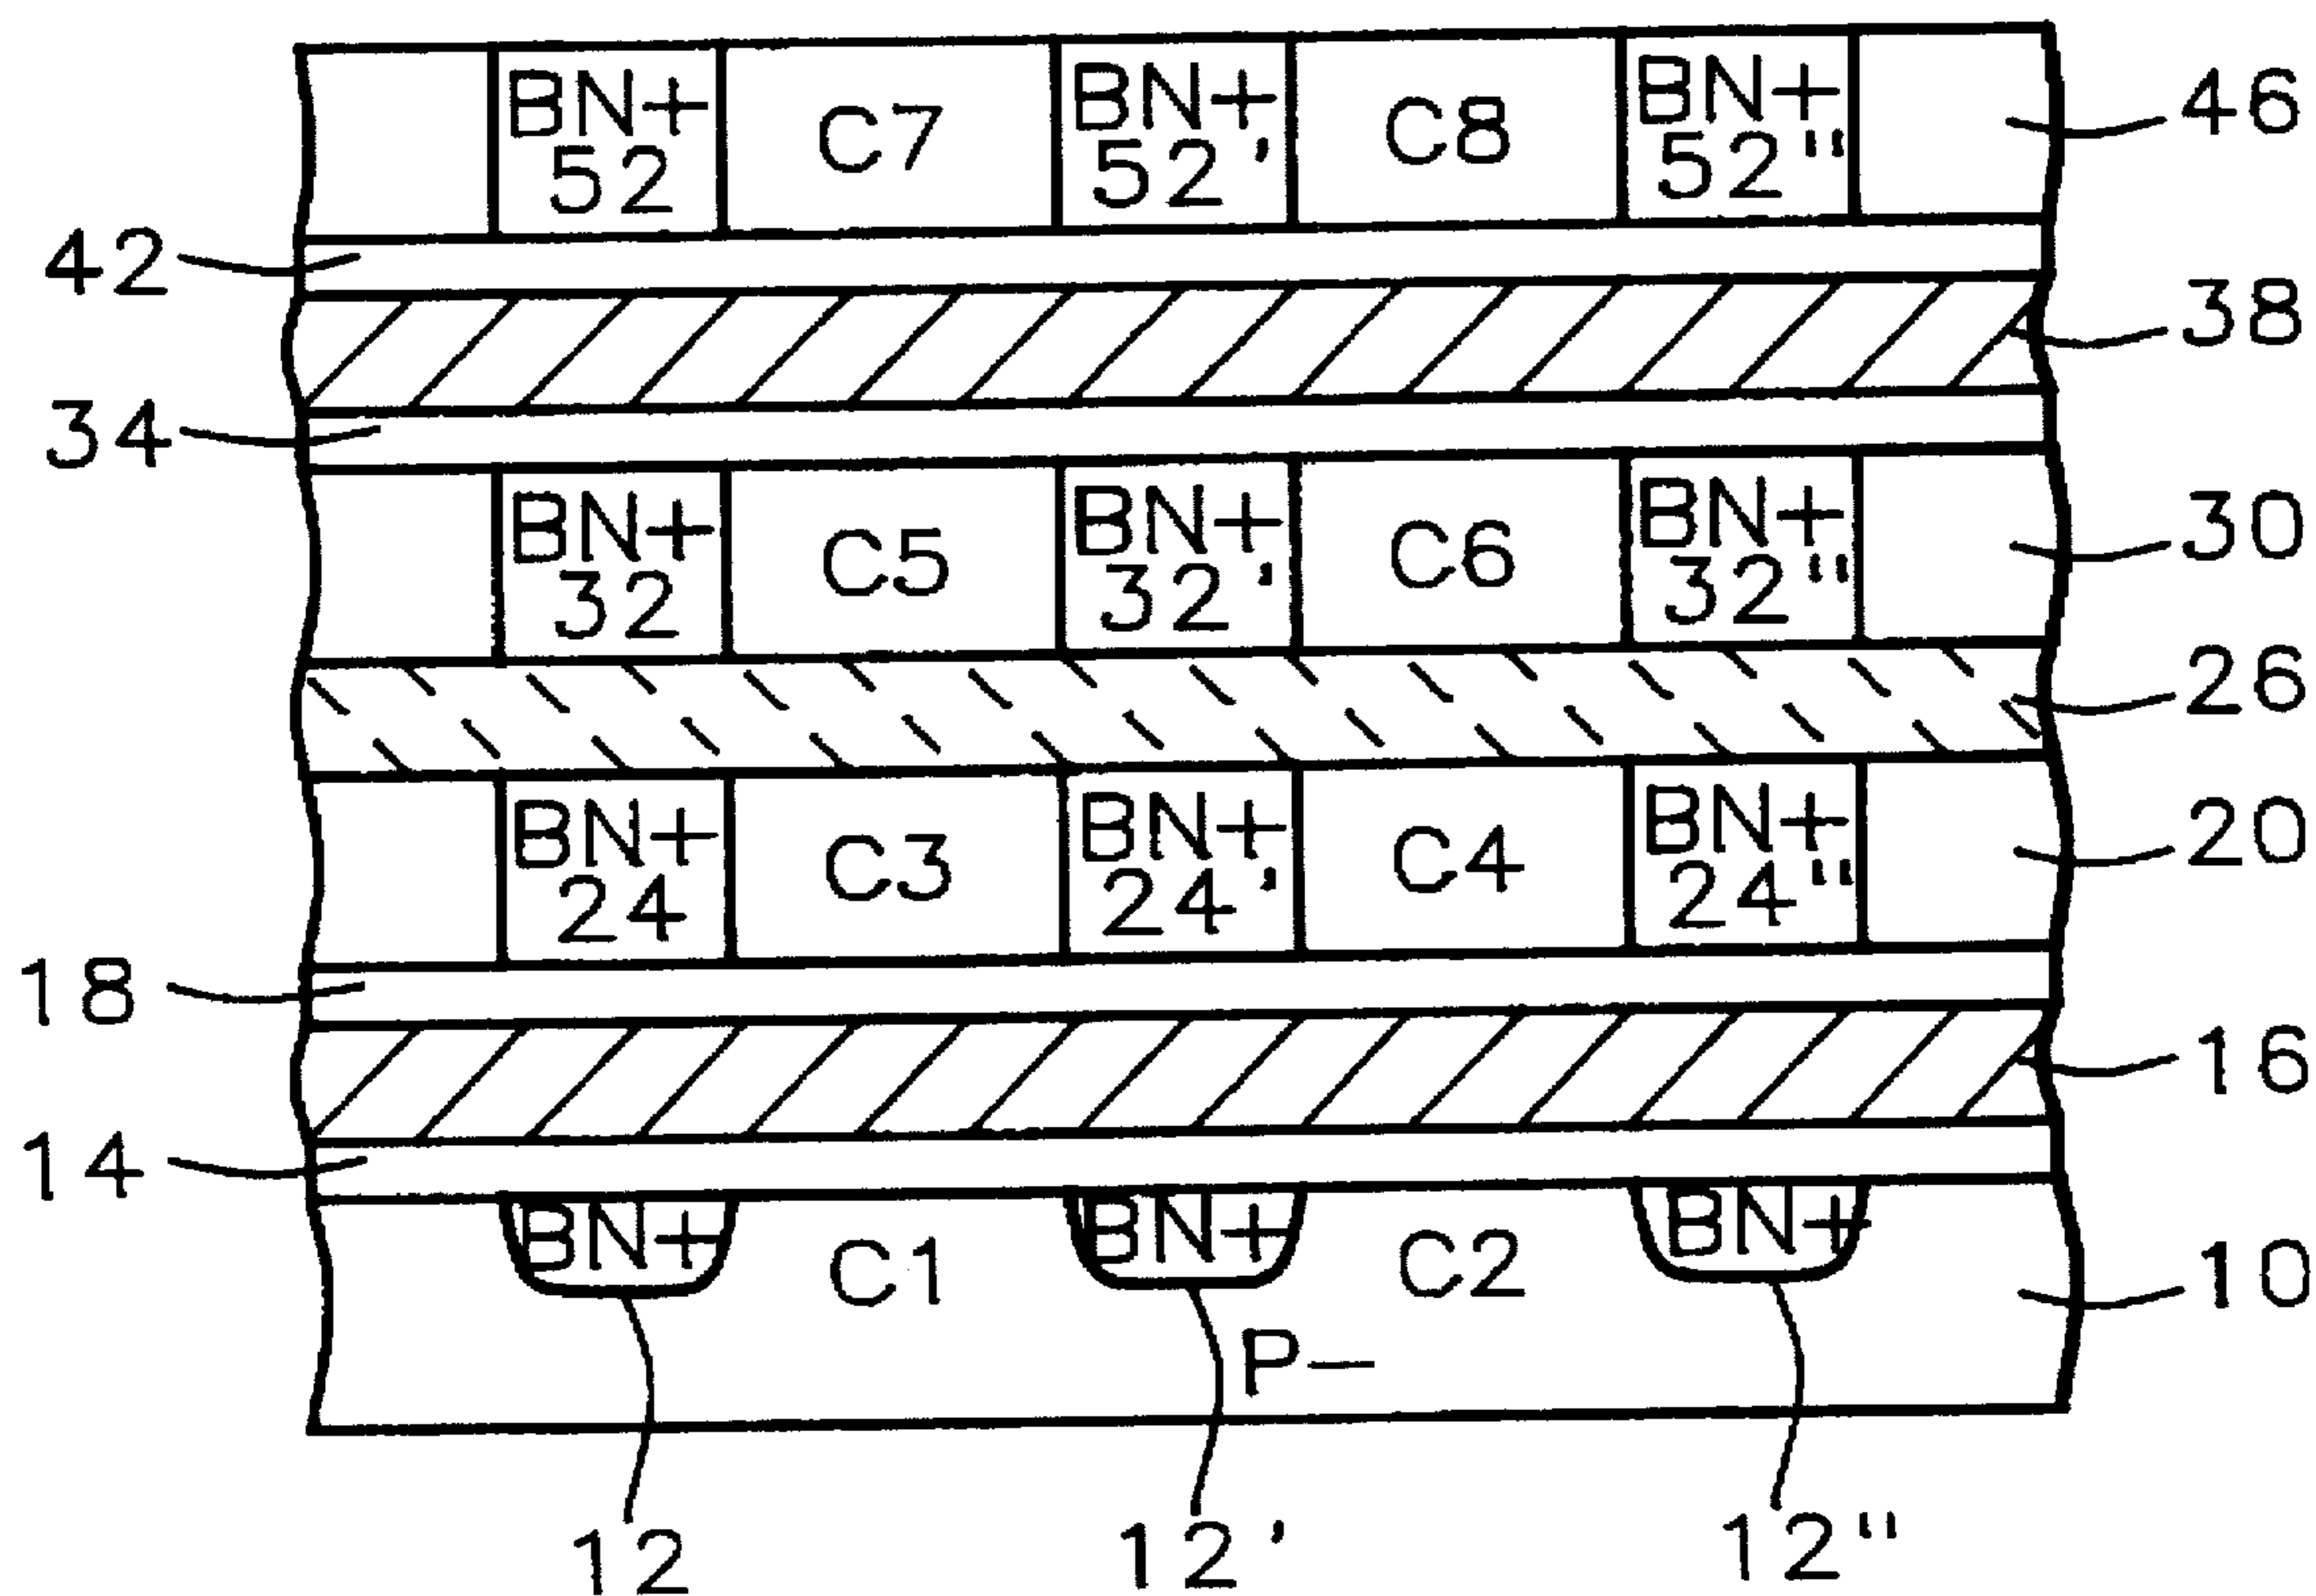 BN+ BN+ BN+
52 C7 52' C8 52" 46
42
38
34
BN+ BN+ BN+
32 C5 32' C6 32" 30
26
BN+ BN+ BN+
24 C3 24' C4 24" 20
18
16
14
BN+ BN+ BN+
C1 C2 10
P−
12 12' 12"